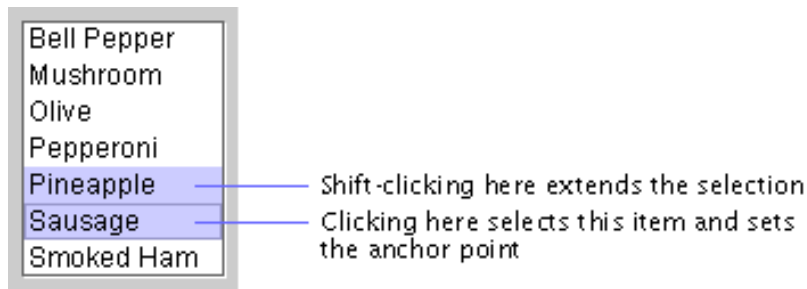 Bell Pepper
Mushroom
Olive
Pepperoni
Pineapple
Sausage
Smoked Ham
Shift-clicking here extends the selection
Clicking here selects this item and sets
the anchor point